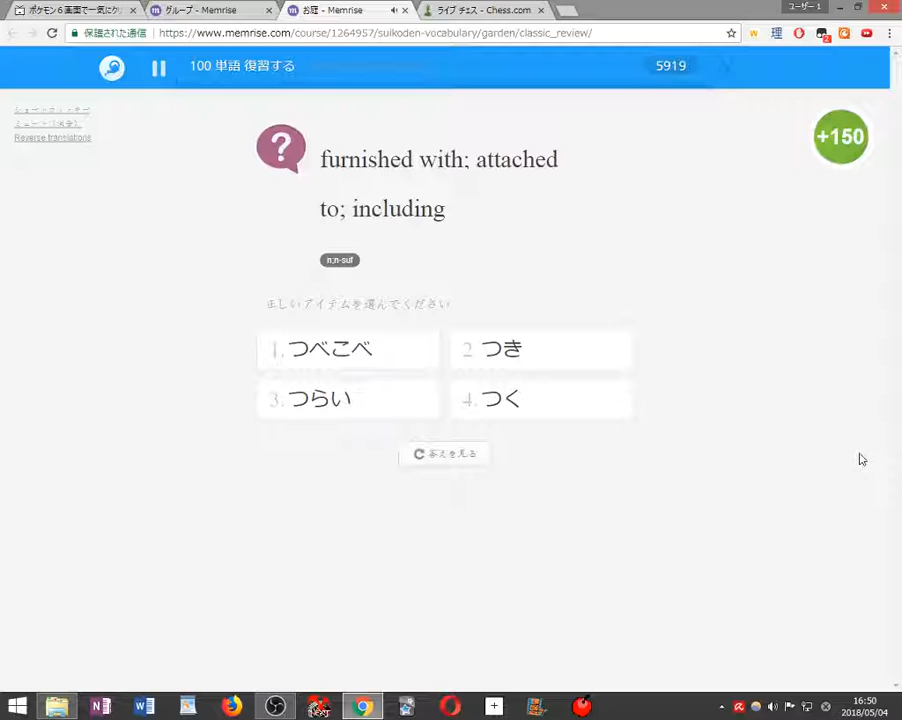 ポケモン６画面で一気にク
グループ - Memrise
お庭 - Memrise
ライブ チェス - Chess.com
ユーザー 1
保護された通信
https://www.memrise.com/course/1264957/suikoden-vocabulary/garden/classic_review/
100 単語 復習する
5919
Reverse translations
+150
furnished with; attached
to; including
n;n-suf
正しいアイテムを選んでください
1. つべこべ
2 つき
3. つらい
4. つく
答えを見る
16:50
2018/05/04